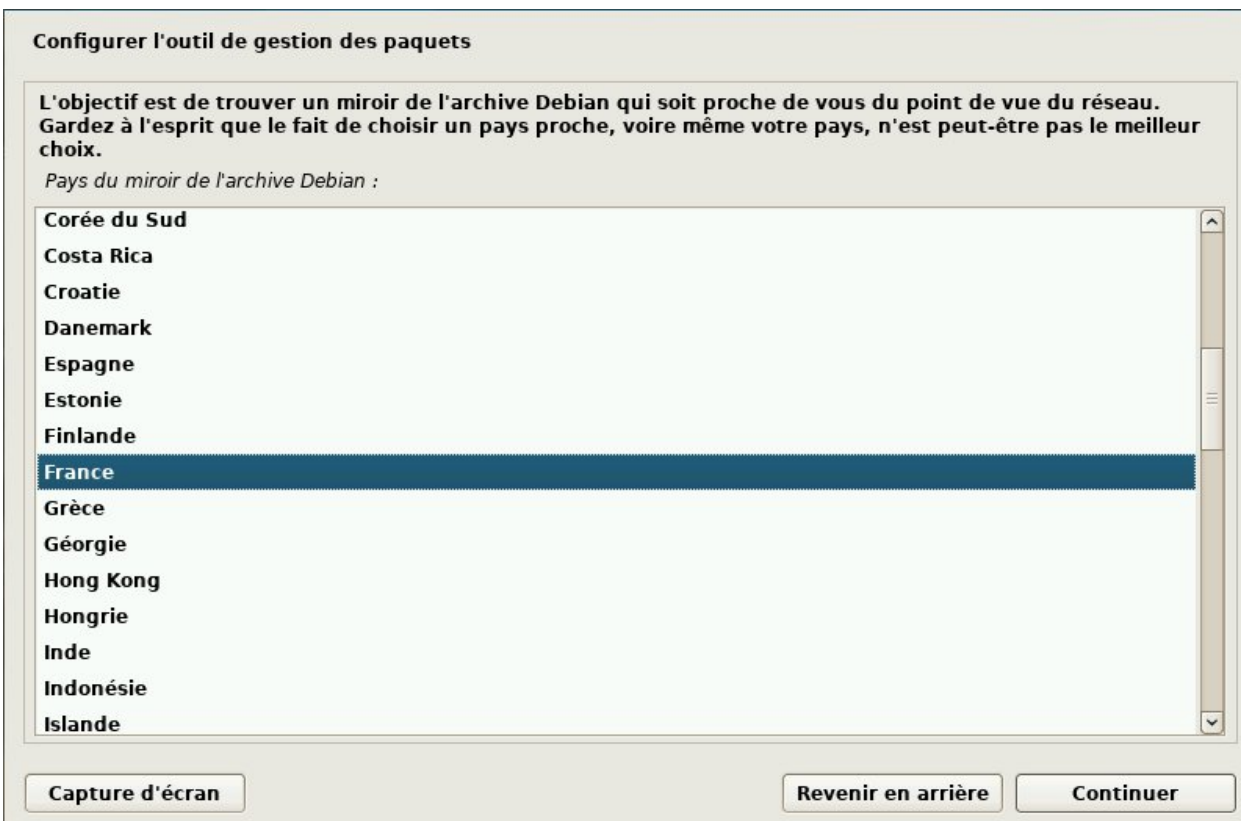 Configurer l'outil de gestion des paquets
L'objectif est de trouver un miroir de l'archive Debian qui soit proche de vous du point de vue du réseau.
Gardez à l'esprit que le fait de choisir un pays proche, voire même votre pays, n'est peut-être pas le meilleur
choix.
Pays du miroir de l'archive Debian :
Corée du Sud
Costa Rica
Croatie
Danemark
Espagne
Estonie
Finlande
France
Grèce
Géorgie
Hong Kong
Hongrie
Inde
Indonésie
Islande
Capture d'écran
Revenir en arrière
Continuer